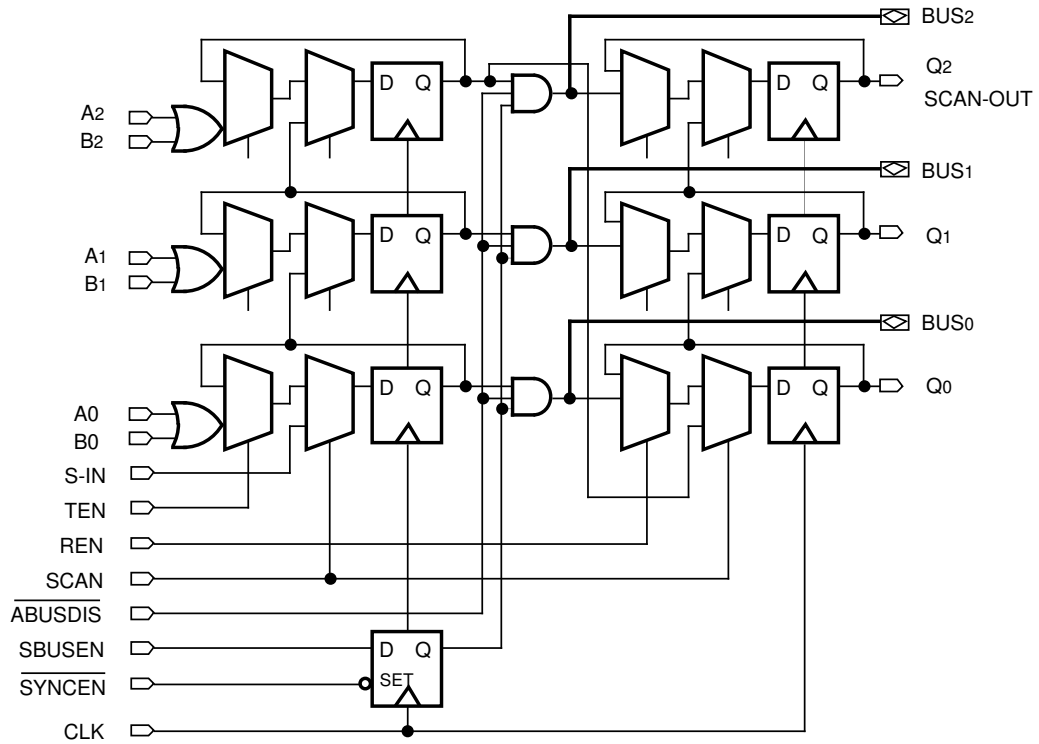 BUS2
D Q
D Q
Q2
SCAN-OUT
A2
B2
BUS1
D Q
D Q
Q1
A1
B1
BUS0
D Q
D Q
Q0
A0
B0
S-IN
TEN
REN
SCAN
ABUSDIS
SBUSEN
D Q
SYNCEN
SET
CLK